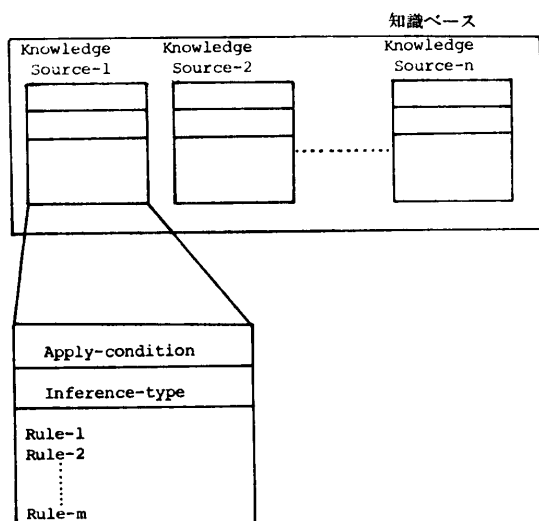 知識ベース
Knowledge
Source-1
Knowledge
Source-2
Knowledge
Source-n
Apply-condition
Inference-type
Rule-1
Rule-2
Rule-m